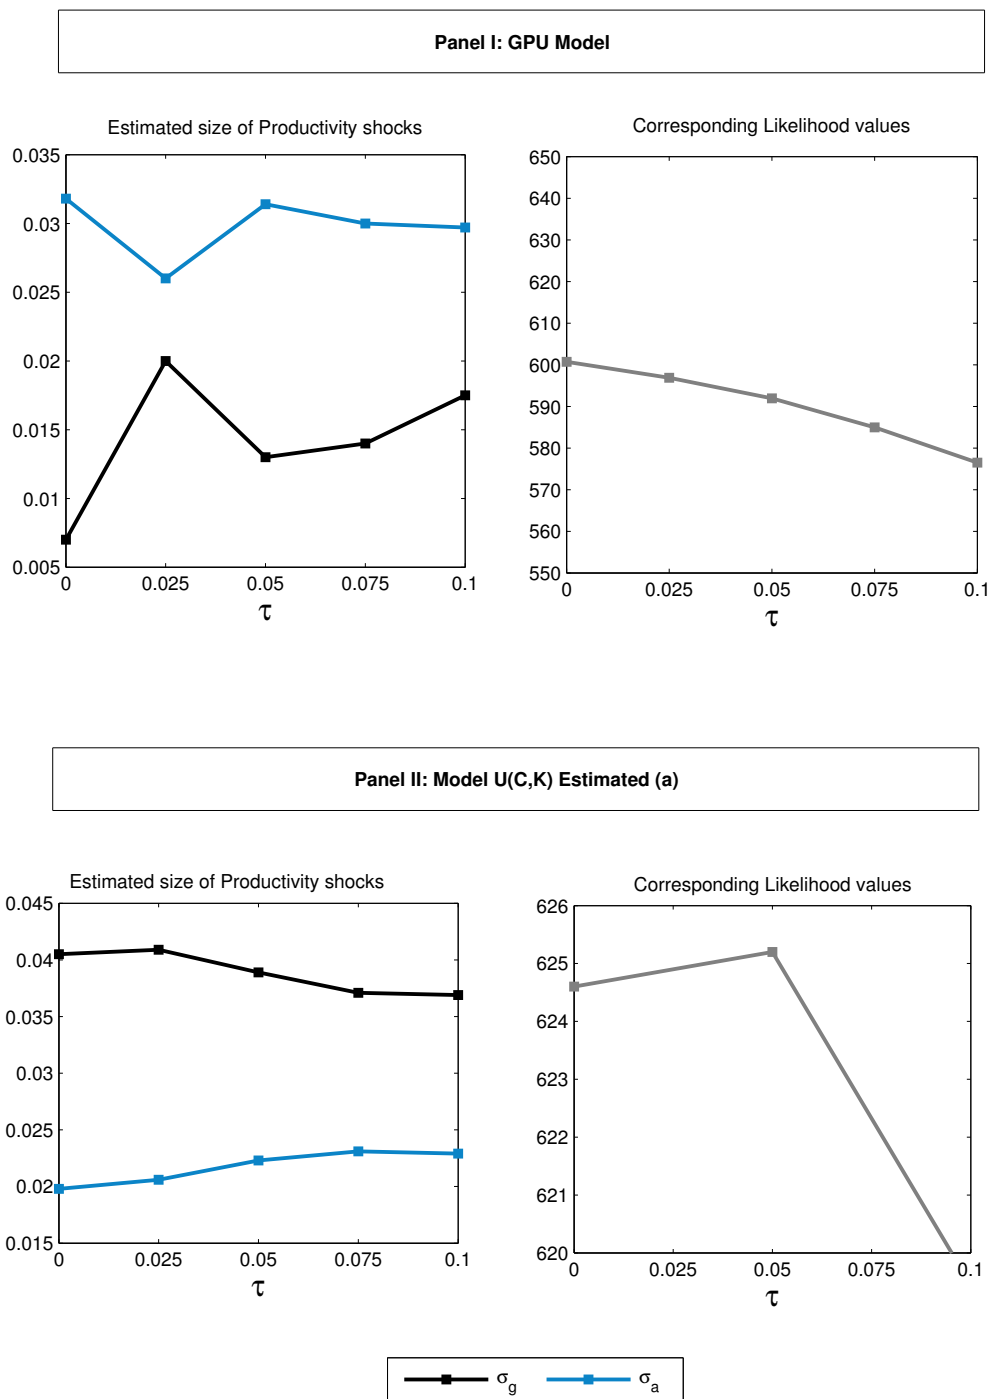 Panel I: GPU Model
Estimated size of Productivity shocks
0.035
0.03
0.025
0.02
0.015
0.01
0.005
0 0.025 0.05 0.075 0.1
τ
Corresponding Likelihood values
650
640
630
620
610
600
590
580
570
560
550
0 0.025 0.05 0.075 0.1
τ
Panel II: Model U(C,K) Estimated (a)
Estimated size of Productivity shocks
0.045
0.04
0.035
0.03
0.025
0.02
0.015
0 0.025 0.05 0.075 0.1
τ
Corresponding Likelihood values
626
625
624
623
622
621
620
0 0.025 0.05 0.075 0.1
τ
σg σa